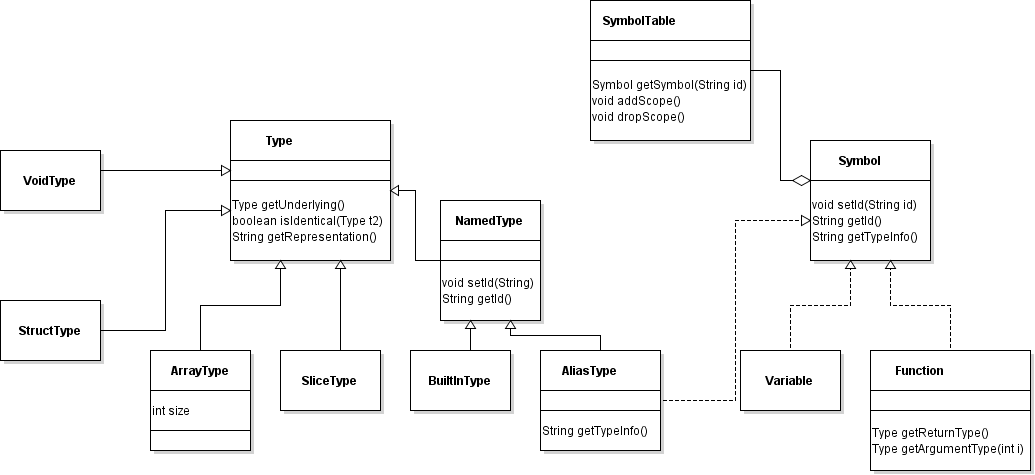 SymbolTable
Symbol getSymbol(String id)
void addScope()
void dropScope()
Type
Type getUnderlying()
boolean isIdentical(Type t2)
String getRepresentation()
VoidType
Symbol
void setId(String id)
String getId()
String getTypeInfo()
NamedType
void setId(String)
String getId()
StructType
ArrayType
int size
SliceType
BuiltInType
AliasType
String getTypeInfo()
Variable
Function
Type getReturnType()
Type getArgumentType(int i)